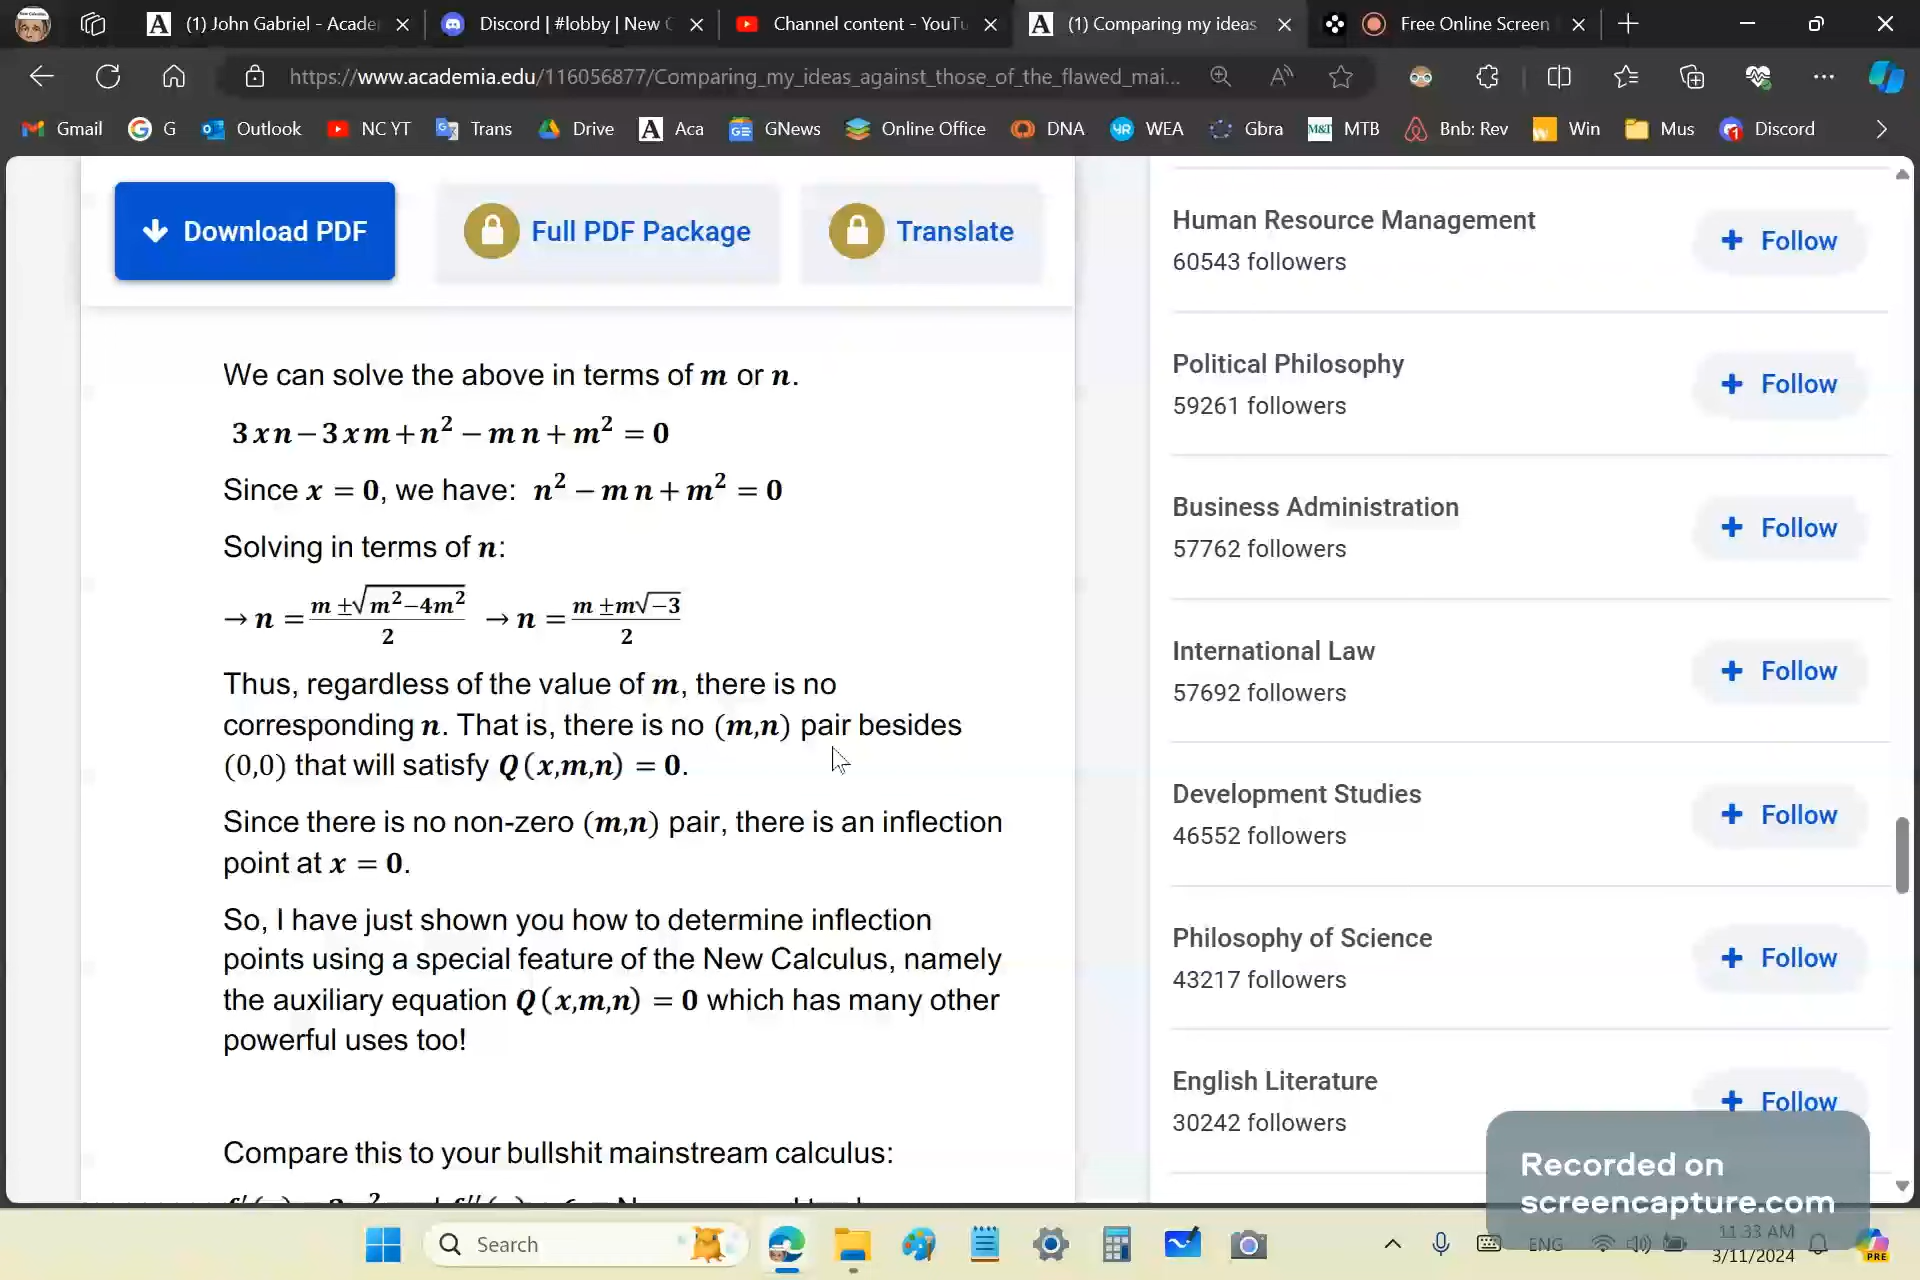 (1) John Gabriel - Acade
Discord | #lobby | New C
Channel content - YouTu
(1) Comparing my ideas
Free Online Screen
https://www.academia.edu/116056877/Comparing_my_ideas_against_those_of_the_flawed_mai...
Gmail G Outlook NC YT Trans Drive Aca GNews Online Office DNA WEA Gbra MTB Bnb: Rev Win Mus Discord
Download PDF
Full PDF Package
Translate
We can solve the above in terms of m or n.
3xn−3xm+n² −mn+m² = 0
Since x = 0, we have: n² −mn+m² = 0
Solving in terms of n:
→ n = (m ±√(m²−4m²))/2 → n = (m ±m√−3)/2
Thus, regardless of the value of m, there is no
corresponding n. That is, there is no (m,n) pair besides
(0,0) that will satisfy Q(x,m,n) = 0.
Since there is no non-zero (m,n) pair, there is an inflection
point at x = 0.
So, I have just shown you how to determine inflection
points using a special feature of the New Calculus, namely
the auxiliary equation Q(x,m,n) = 0 which has many other
powerful uses too!
Compare this to your bullshit mainstream calculus:
Human Resource Management
60543 followers
+ Follow
Political Philosophy
59261 followers
+ Follow
Business Administration
57762 followers
+ Follow
International Law
57692 followers
+ Follow
Development Studies
46552 followers
+ Follow
Philosophy of Science
43217 followers
+ Follow
English Literature
30242 followers
+ Follow
Recorded on
screencapture.com
Search
ENG
11:33 AM
3/11/2024
PRE